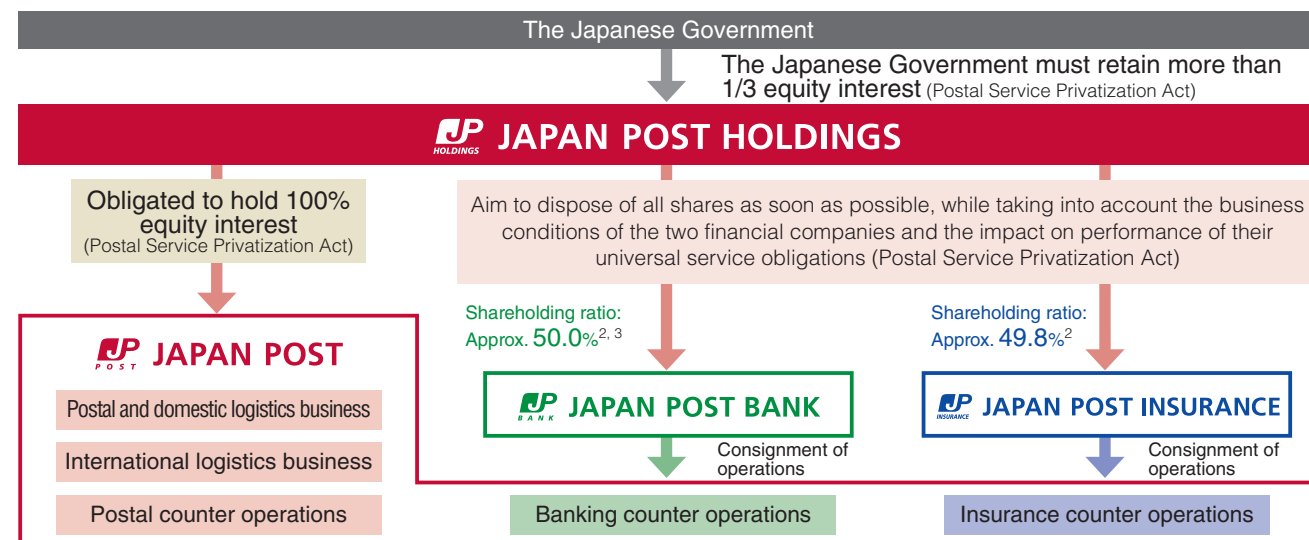 The Japanese Government
The Japanese Government must retain more than
1/3 equity interest (Postal Service Privatization Act)
JP HOLDINGS JAPAN POST HOLDINGS
Obligated to hold 100%
equity interest
(Postal Service Privatization Act)
Aim to dispose of all shares as soon as possible, while taking into account the business
conditions of the two financial companies and the impact on performance of their
universal service obligations (Postal Service Privatization Act)
Shareholding ratio:
Approx. 50.0%2, 3
Shareholding ratio:
Approx. 49.8%2
JP POST JAPAN POST
Postal and domestic logistics business
International logistics business
Postal counter operations
JP BANK JAPAN POST BANK
Consignment of
operations
Banking counter operations
JP INSURANCE JAPAN POST INSURANCE
Consignment of
operations
Insurance counter operations